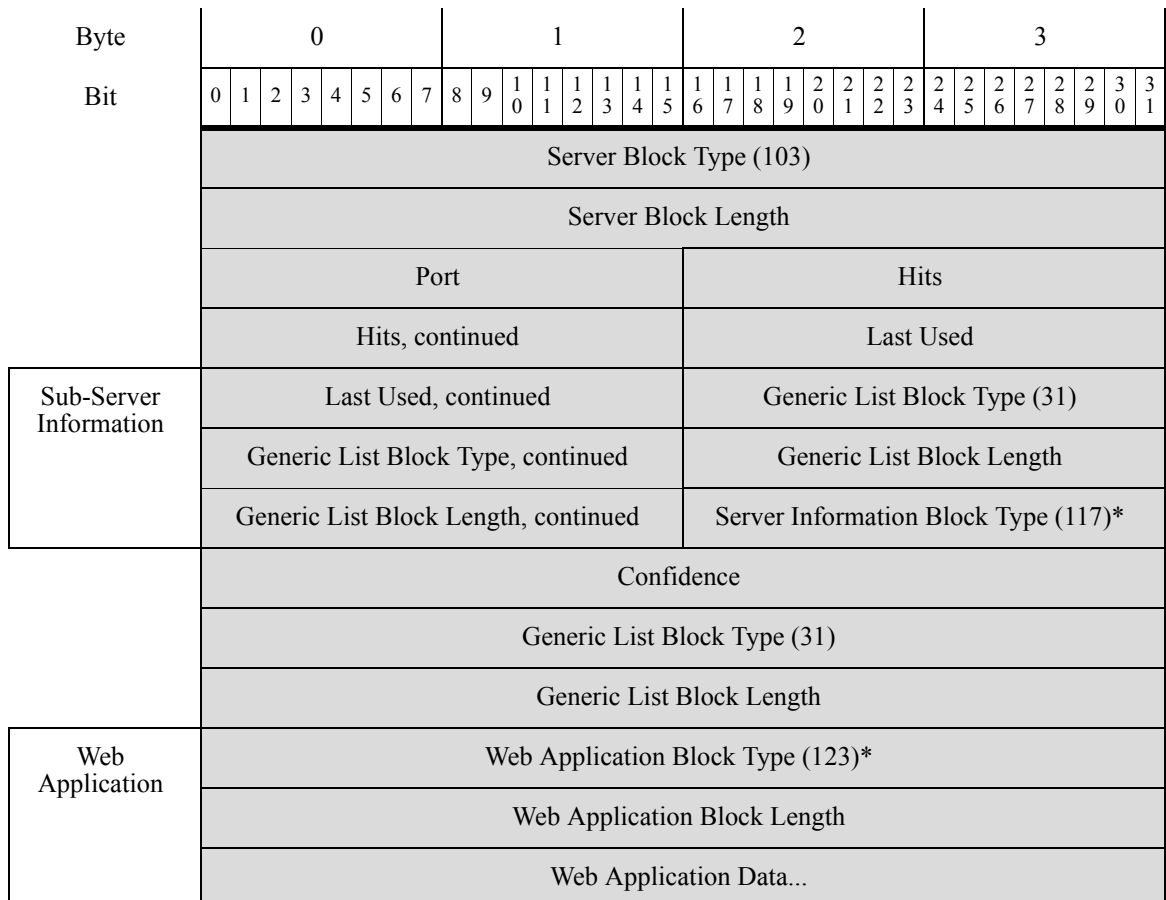 Byte 0 1 2 3
Bit 0 1 2 3 4 5 6 7 8 9 10 11 12 13 14 15 16 17 18 19 20 21 22 23 24 25 26 27 28 29 30 31
Server Block Type (103)
Server Block Length
Port Hits
Hits, continued Last Used
Sub-Server
Information
Last Used, continued Generic List Block Type (31)
Generic List Block Type, continued Generic List Block Length
Generic List Block Length, continued Server Information Block Type (117)*
Confidence
Generic List Block Type (31)
Generic List Block Length
Web
Application
Web Application Block Type (123)*
Web Application Block Length
Web Application Data...